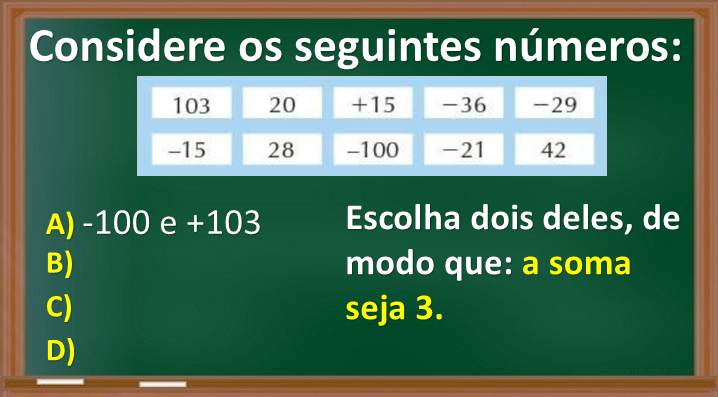 Considere os seguintes números:
103 20 +15 −36 −29
–15 28 –100 −21 42
A) -100 e +103
B)
C)
D)
Escolha dois deles, de
modo que: a soma
seja 3.